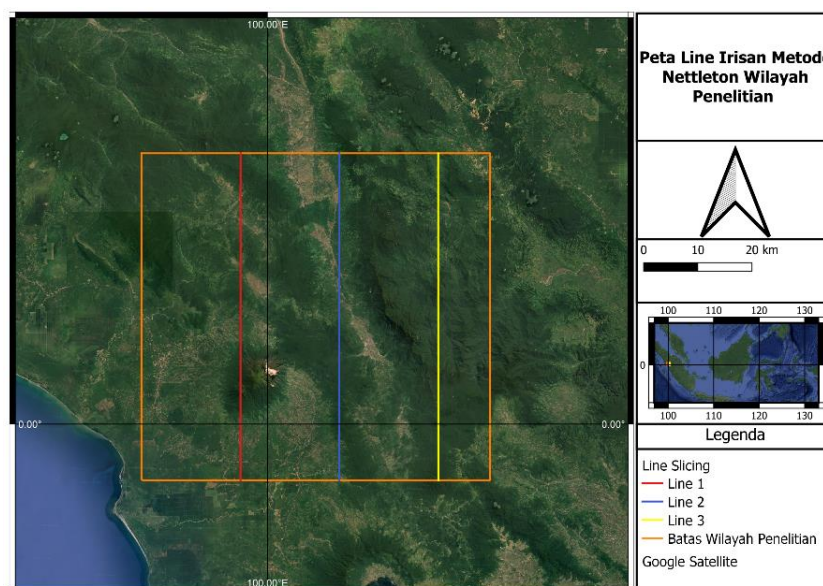 100.00°E
0.00°
0.00°
100.00°E
Peta Line Irisan Metod
Nettleton Wilayah
Penelitian
0 10 20 km
100 110 120 130
0
100 110 120 130
Legenda
Line Slicing
Line 1
Line 2
Line 3
Batas Wilayah Penelitian
Google Satellite